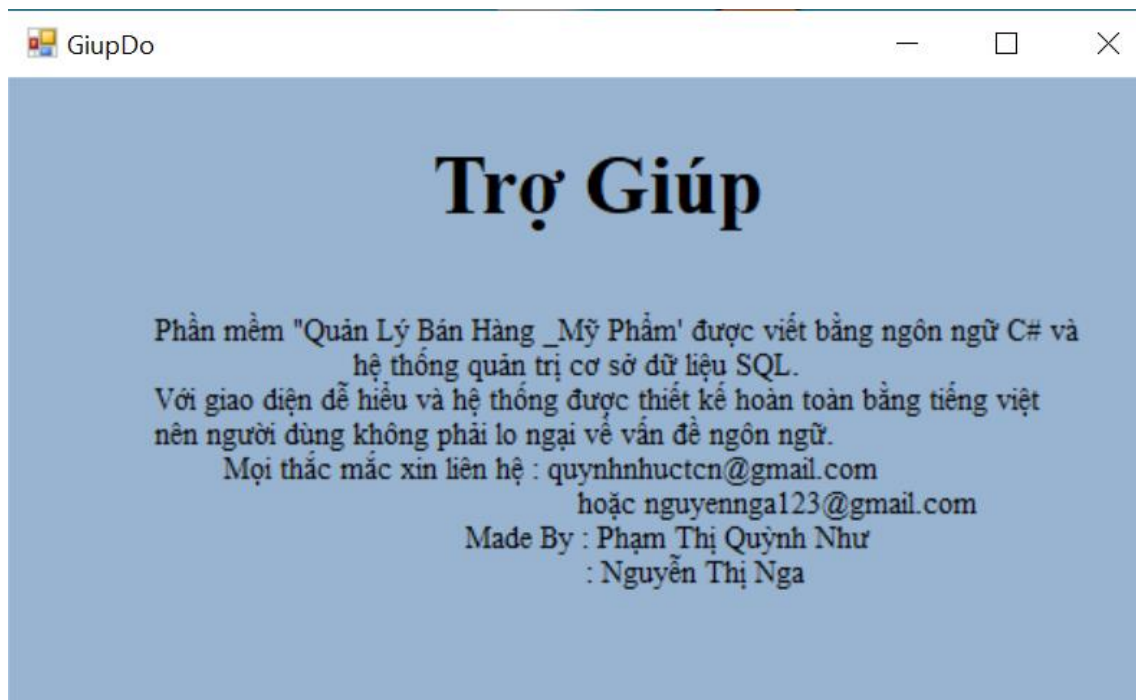 GiupDo
Trợ Giúp
Phần mềm "Quản Lý Bán Hàng _Mỹ Phẩm' được viết bằng ngôn ngữ C# và
hệ thống quản trị cơ sở dữ liệu SQL.
Với giao diện dễ hiểu và hệ thống được thiết kế hoàn toàn bằng tiếng việt
nên người dùng không phải lo ngại về vấn đề ngôn ngữ.
Mọi thắc mắc xin liên hệ : quynhnhuctcn@gmail.com
hoặc nguyennga123@gmail.com
Made By : Phạm Thị Quỳnh Như
: Nguyễn Thị Nga